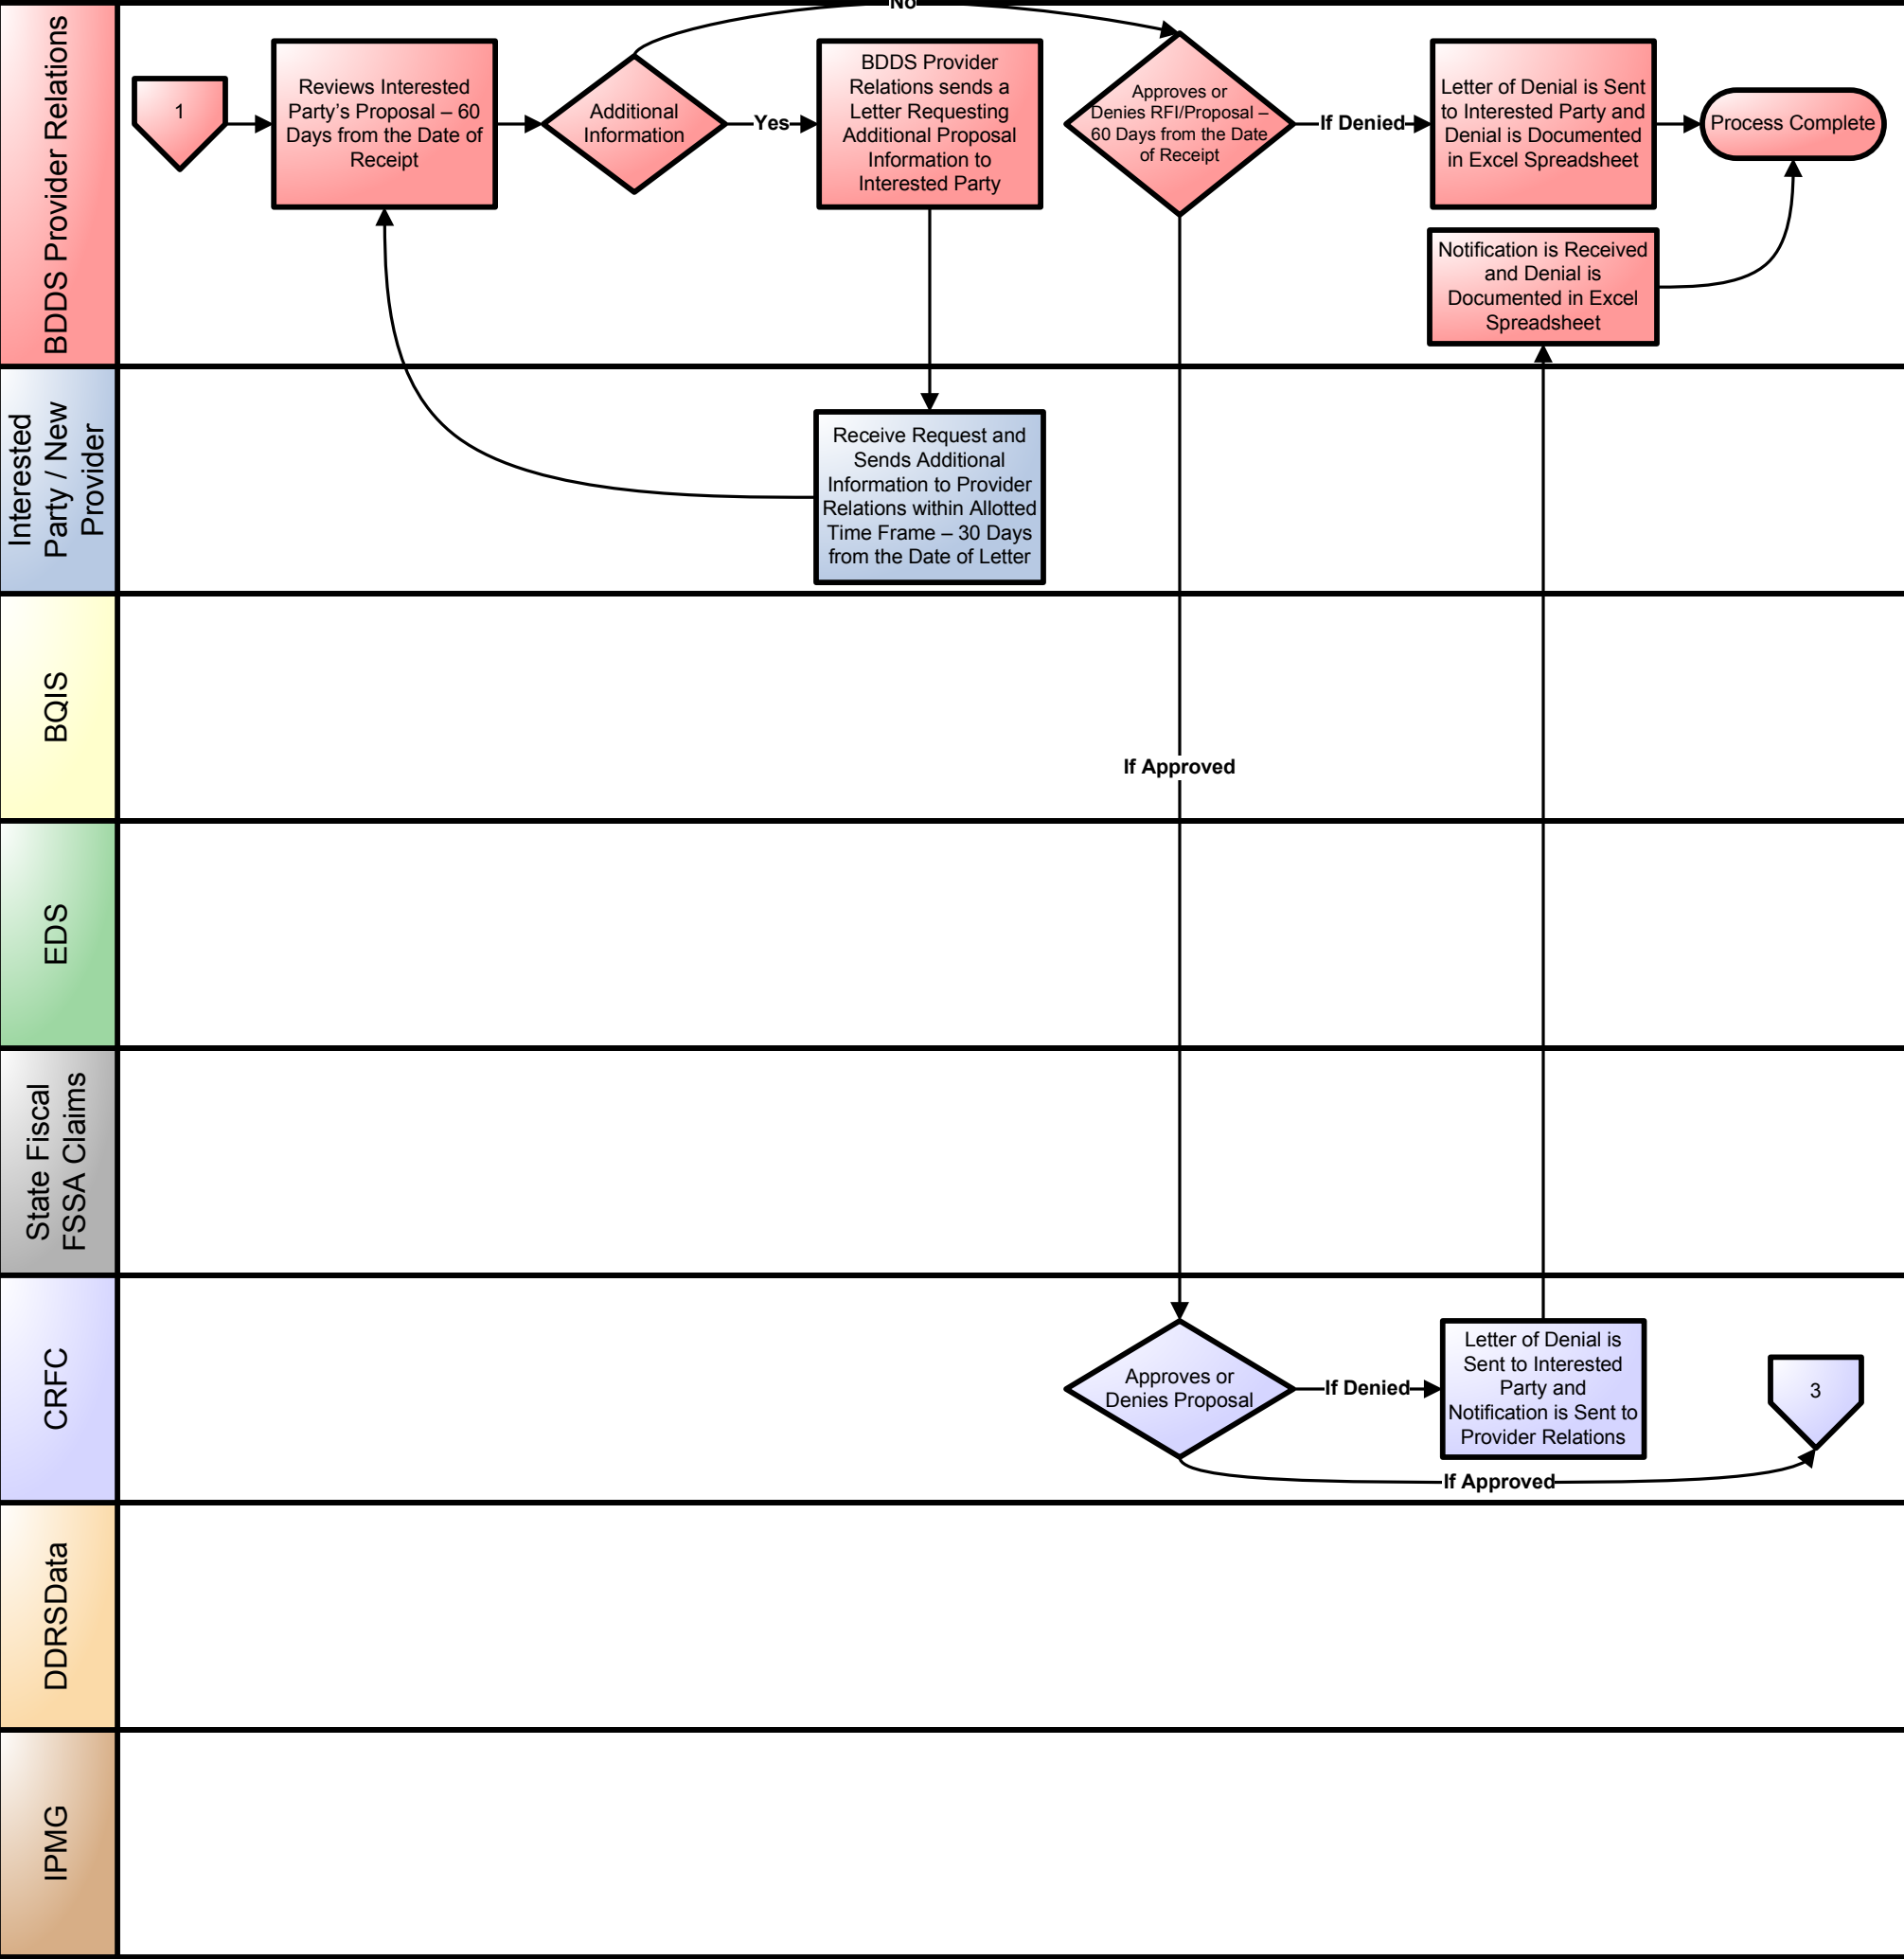 No
BDDS Provider Relations
1
Reviews Interested
Party's Proposal – 60
Days from the Date of
Receipt
Additional
Information
Yes
BDDS Provider
Relations sends a
Letter Requesting
Additional Proposal
Information to
Interested Party
Approves or
Denies RFI/Proposal –
60 Days from the Date
of Receipt
If Denied
Letter of Denial is Sent
to Interested Party and
Denial is Documented
in Excel Spreadsheet
Process Complete
Notification is Received
and Denial is
Documented in Excel
Spreadsheet
Interested
Party / New
Provider
Receive Request and
Sends Additional
Information to Provider
Relations within Allotted
Time Frame – 30 Days
from the Date of Letter
BQIS
If Approved
EDS
State Fiscal
FSSA Claims
CRFC
Approves or
Denies Proposal
If Denied
Letter of Denial is
Sent to Interested
Party and
Notification is Sent to
Provider Relations
3
If Approved
DDRSData
IPMG